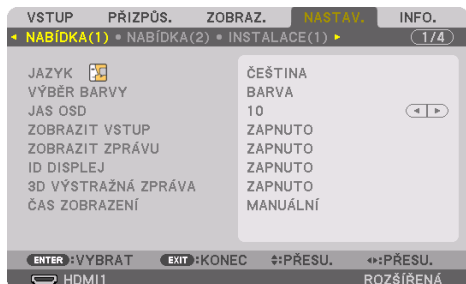 VSTUP PŘIZPŮS. ZOBRAZ. NASTAV. INFO.
NABÍDKA(1) • NABÍDKA(2) • INSTALACE(1) 1/4
JAZYK ČEŠTINA
VÝBĚR BARVY BARVA
JAS OSD 10
ZOBRAZIT VSTUP ZAPNUTO
ZOBRAZIT ZPRÁVU ZAPNUTO
ID DISPLEJ ZAPNUTO
3D VÝSTRAŽNÁ ZPRÁVA ZAPNUTO
ČAS ZOBRAZENÍ MANUÁLNÍ
ENTER:VYBRAT EXIT:KONEC :PŘESU. :PŘESU.
HDMI1 ROZŠÍŘENÁ